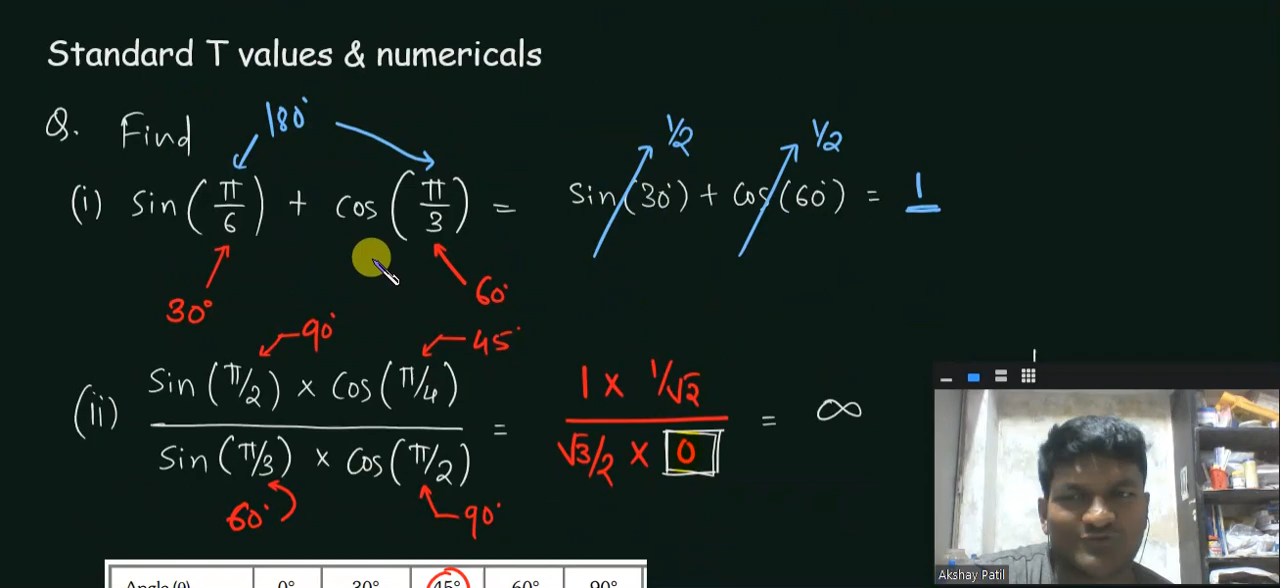 Standard T values & numericals
Q. Find
180°
(i) Sin(π/6) + cos(π/3) = Sin(30°) + Cos(60°) = 1
1/2 1/2
30° 60°
90° 45°
(ii) Sin(π/2) × Cos(π/4) / Sin(π/3) × Cos(π/2) = 1 × 1/√2 / √3/2 × 0 = ∞
60° 90°
Akshay Patil
Angle (θ) 0° 30° 45° 60° 90°